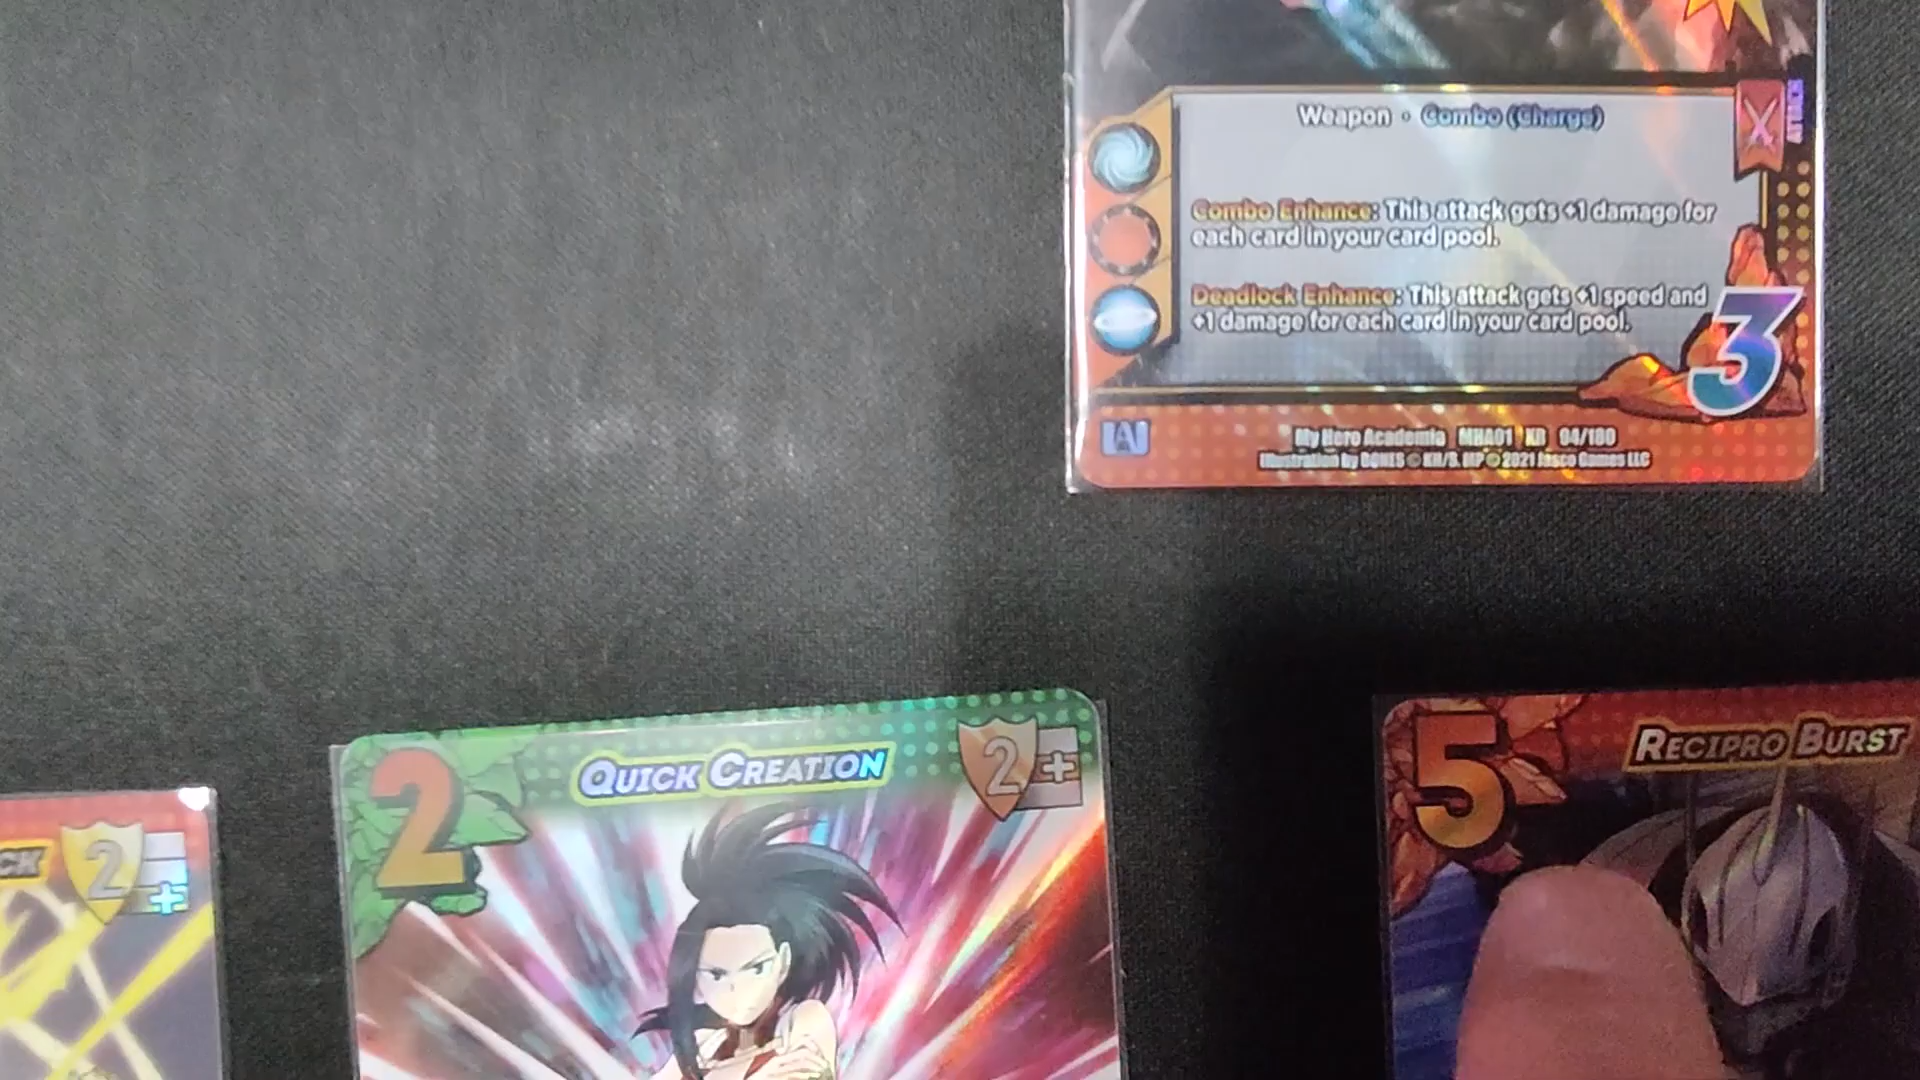 Weapon • Combo (Charge)
ATTACK
Combo Enhance: This attack gets +1 damage for
each card in your card pool.
Deadlock Enhance: This attack gets +1 speed and
+1 damage for each card in your card pool.
3
A
My Hero Academia MHA01 XR 94/180
Illustration by BONES © KH/S, MP © 2021 Jasco Games LLC
2
QUICK CREATION
2 +
5
RECIPRO BURST
CK
2 +